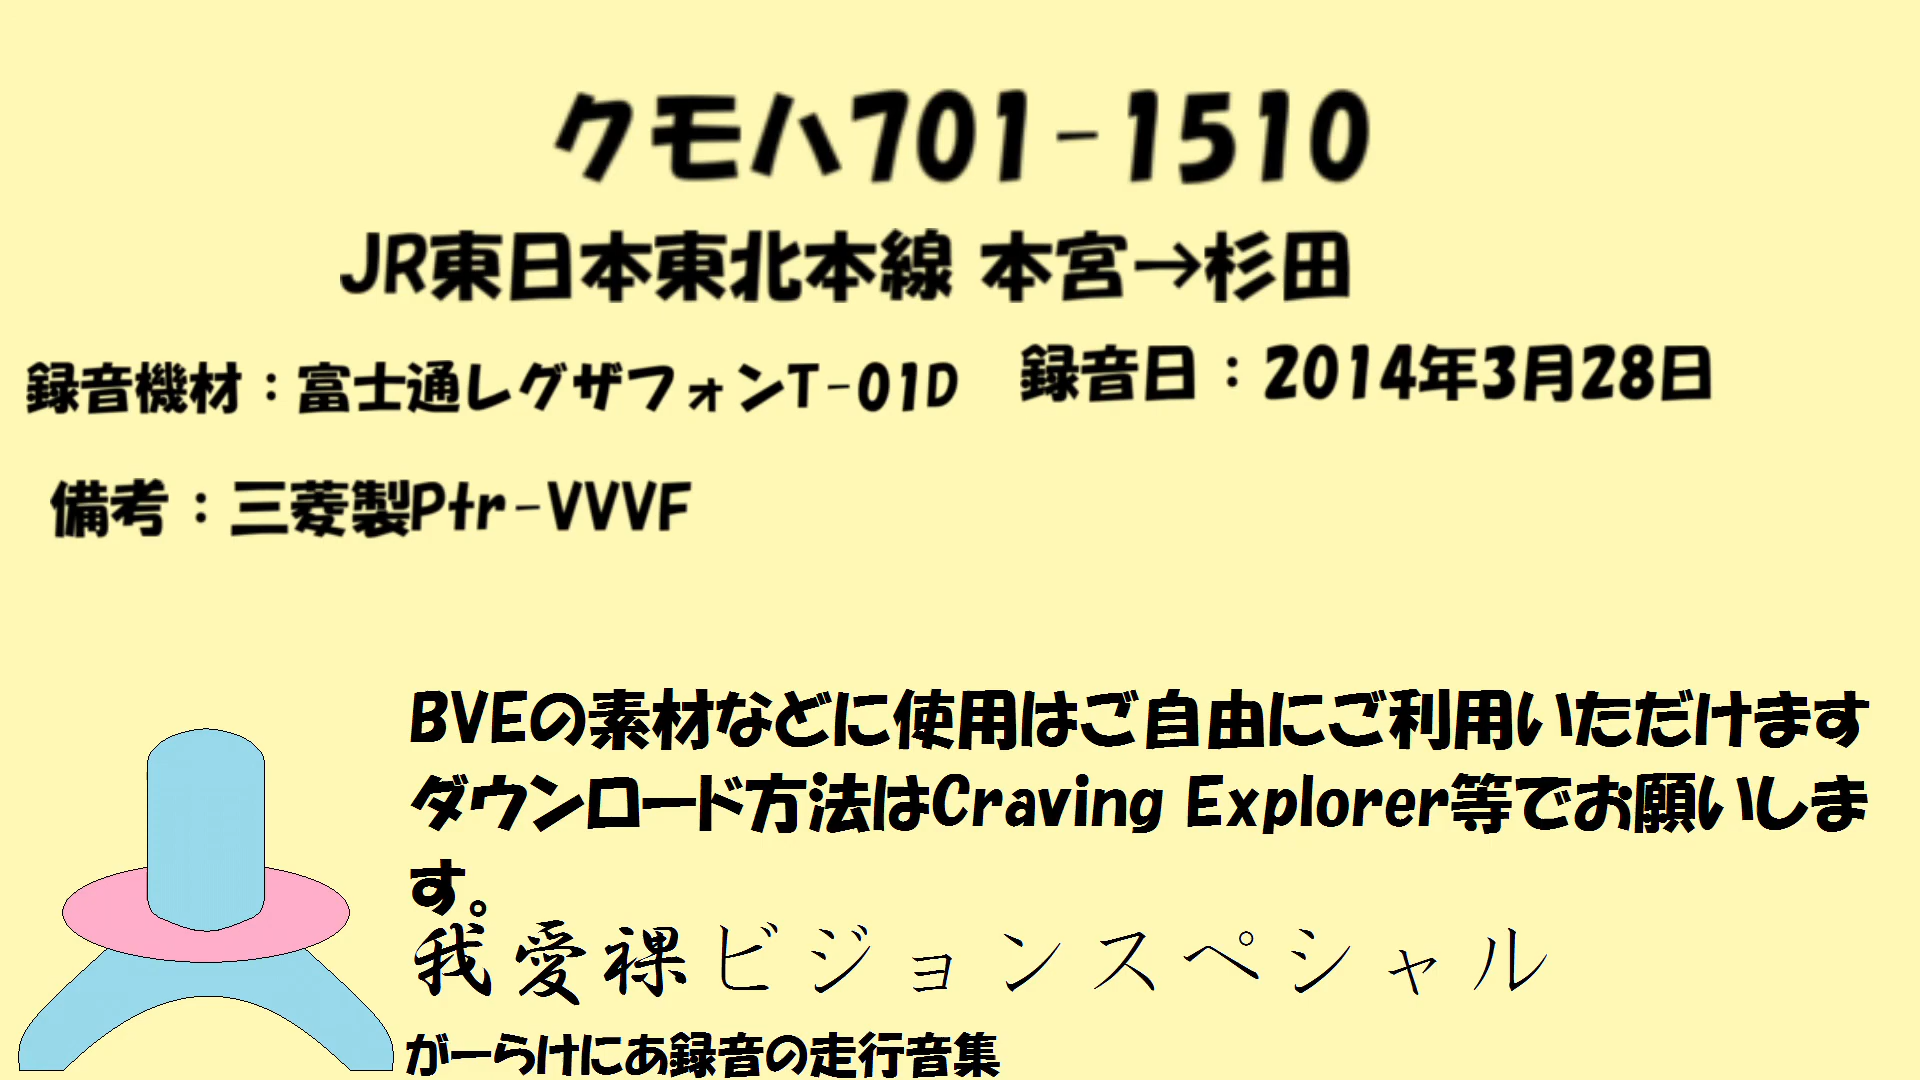 クモハ701-1510
JR東日本東北本線 本宮→杉田
録音機材：富士通レグザフォンT-01D 録音日：2014年3月28日
備考：三菱製Ptr-VVVF
BVEの素材などに使用はご自由にご利用いただけます
ダウンロード方法はCraving Explorer等でお願いしま
す。
我愛裸ビジョンスペシャル
がーらけにあ録音の走行音集